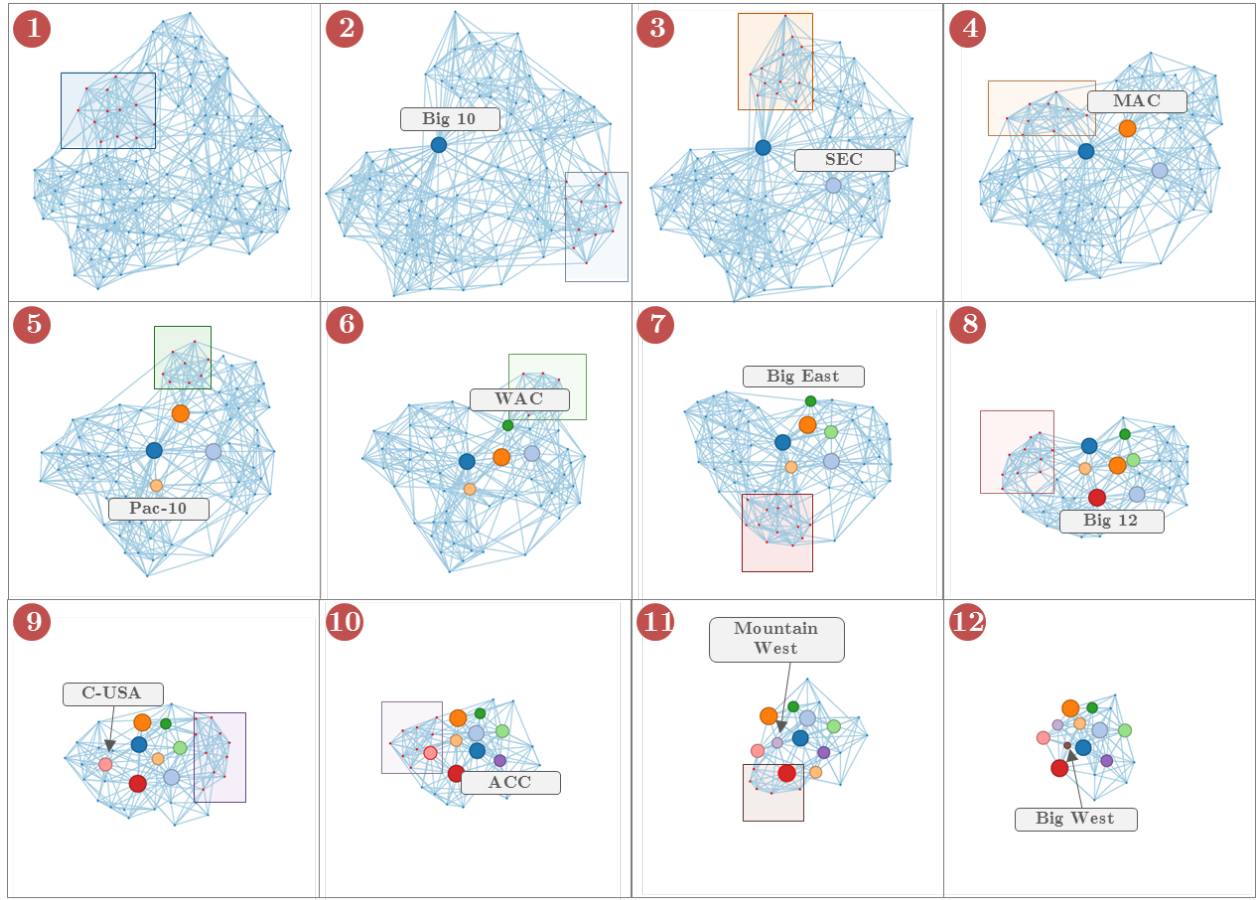 1
2
Big 10
3
SEC
4
MAC
5
Pac-10
6
WAC
7
Big East
8
Big 12
9
C-USA
10
ACC
11
Mountain
West
12
Big West